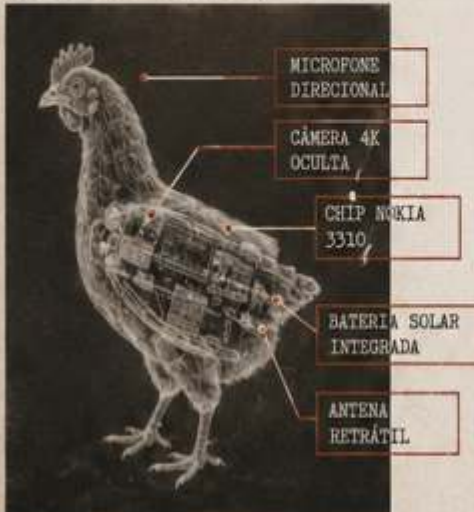 MICROFONE
DIRECIONAL
CÂMERA 4K
OCULTA
CHIP NOKIA
3310
BATERIA SOLAR
INTEGRADA
ANTENA
RETRÁTIL